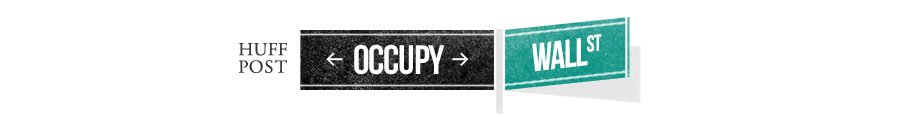 HUFF
POST
← OCCUPY →
WALL ST